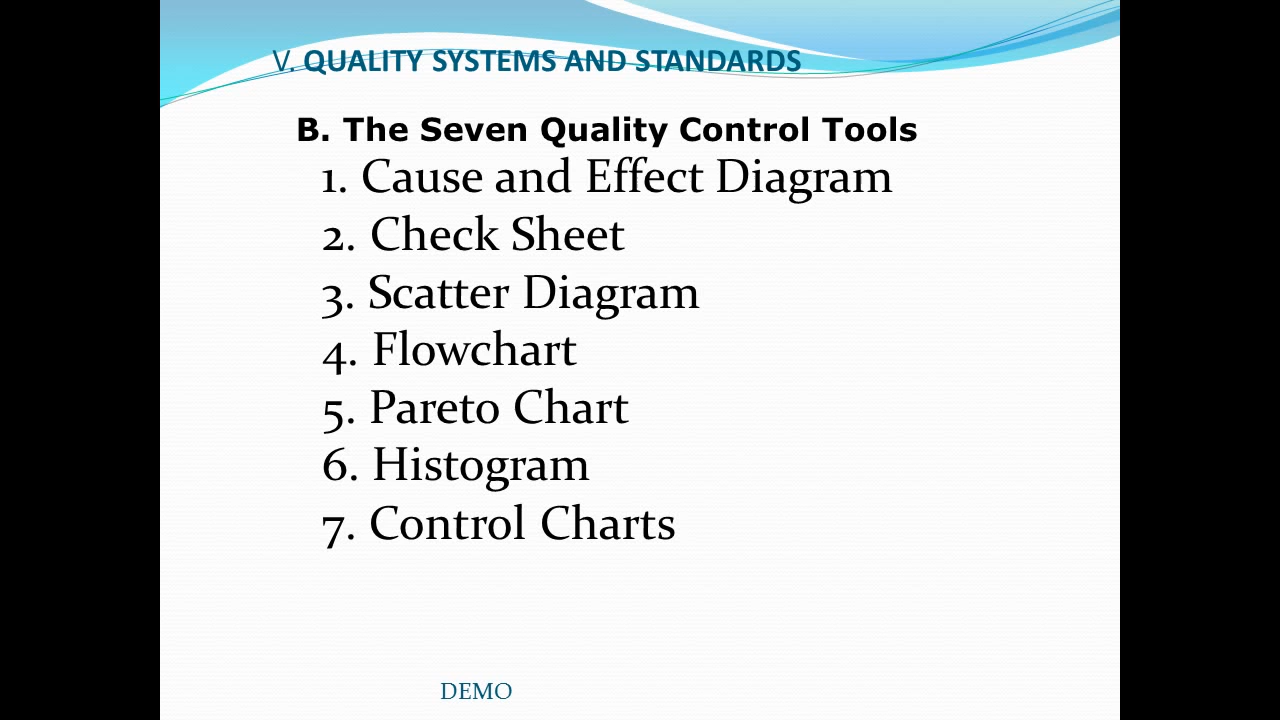 V. QUALITY SYSTEMS AND STANDARDS
B. The Seven Quality Control Tools
1. Cause and Effect Diagram
2. Check Sheet
3. Scatter Diagram
4. Flowchart
5. Pareto Chart
6. Histogram
7. Control Charts
DEMO